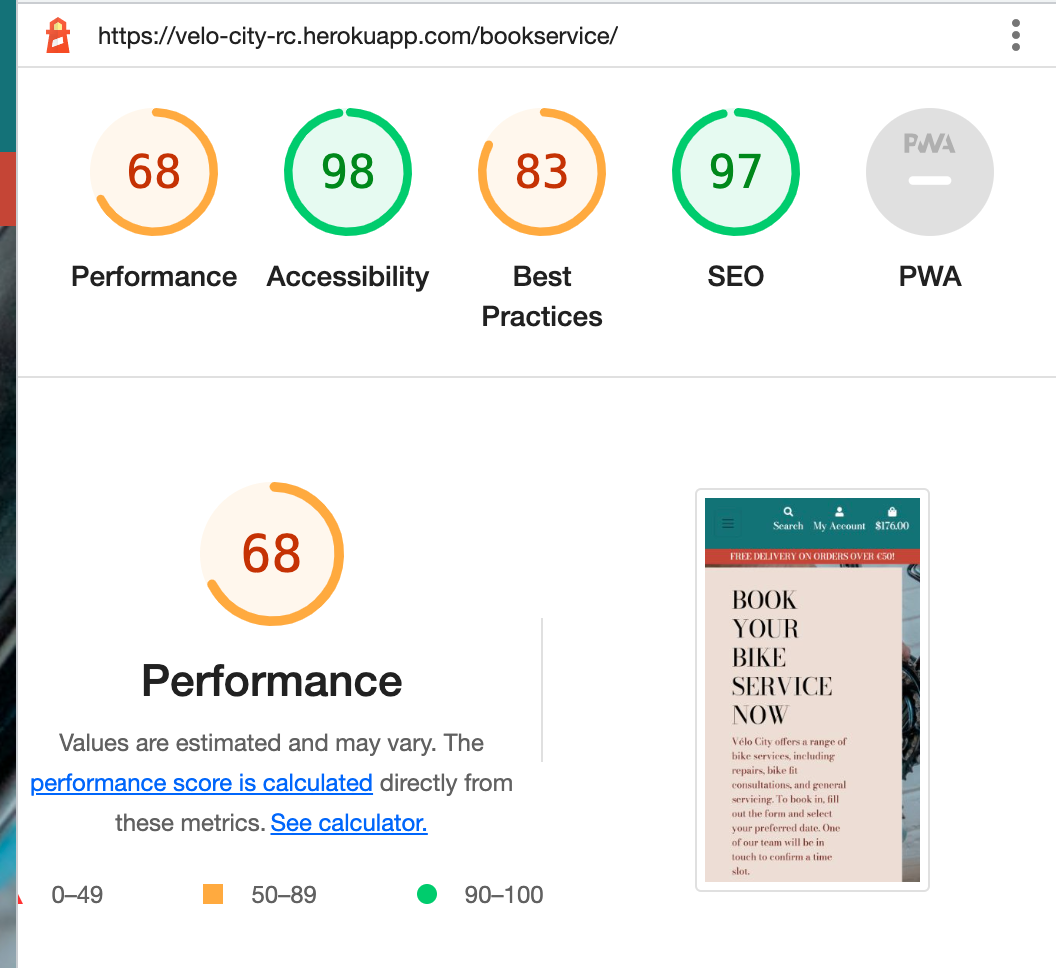 https://velo-city-rc.herokuapp.com/bookservice/
68
98
83
97
PWA
Performance
Accessibility
Best
Practices
SEO
PWA
68
Performance
Values are estimated and may vary. The
performance score is calculated directly from
these metrics. See calculator.
0–49
50–89
90–100
Search
My Account
$176.00
FREE DELIVERY ON ORDERS OVER €50!
BOOK
YOUR
BIKE
SERVICE
NOW
Vélo City offers a range of
bike services, including
repairs, bike fit
consultations, and general
servicing. To book in, fill
out the form and select
your preferred date. One
of our team will be in
touch to confirm a time
slot.